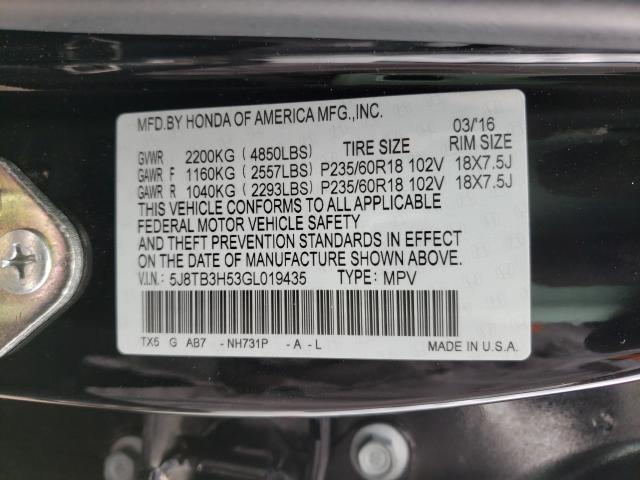 MFD.BY HONDA OF AMERICA MFG.,INC. 03/'16
GVWR 2200KG (4850LBS) TIRE SIZE RIM SIZE
GAWR F 1160KG (2557LBS) P235/60R18 102V 18X7.5J
GAWR R 1040KG (2293LBS) P235/60R18 102V 18X7.5J
THIS VEHICLE CONFORMS TO ALL APPLICABLE
FEDERAL MOTOR VEHICLE SAFETY
AND THEFT PREVENTION STANDARDS IN EFFECT
ON THE DATE OF MANUFACTURE SHOWN ABOVE.
V.I.N: 5J8TB3H53GL019435 TYPE: MPV
TX5 G AB7 -NH731P -A-L MADE IN U.S.A.